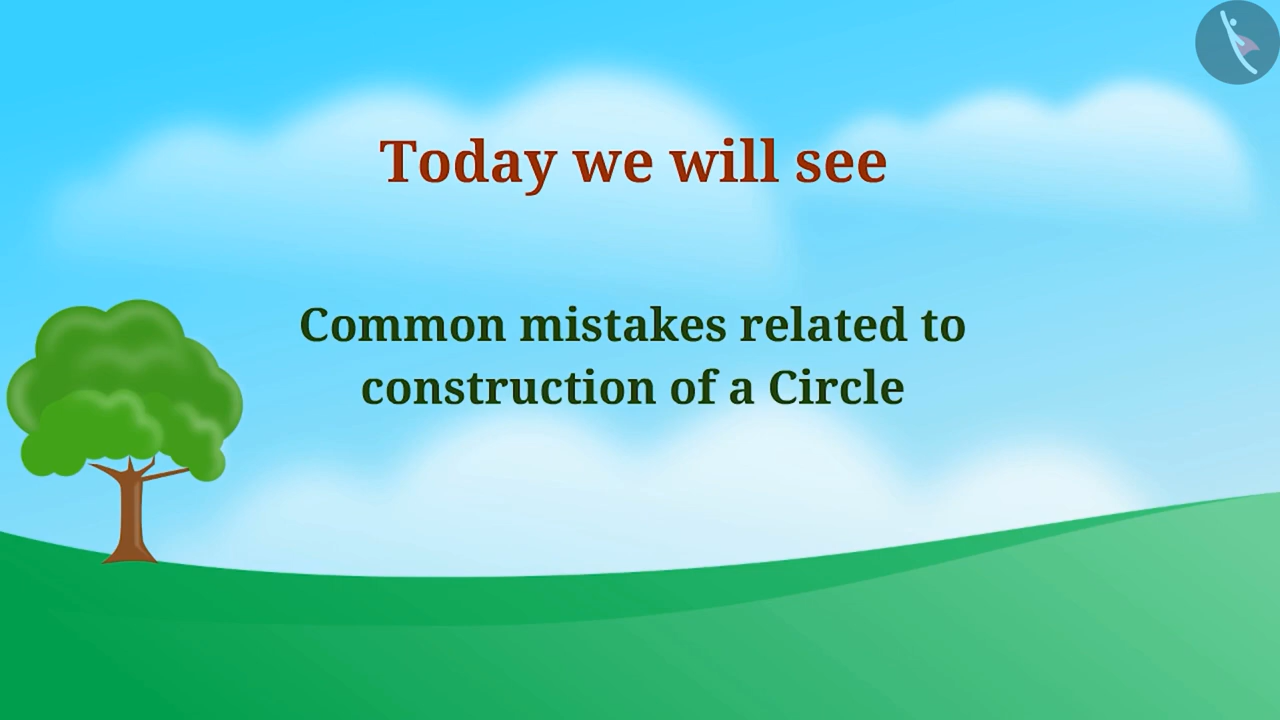 Today we will see
Common mistakes related to
construction of a Circle